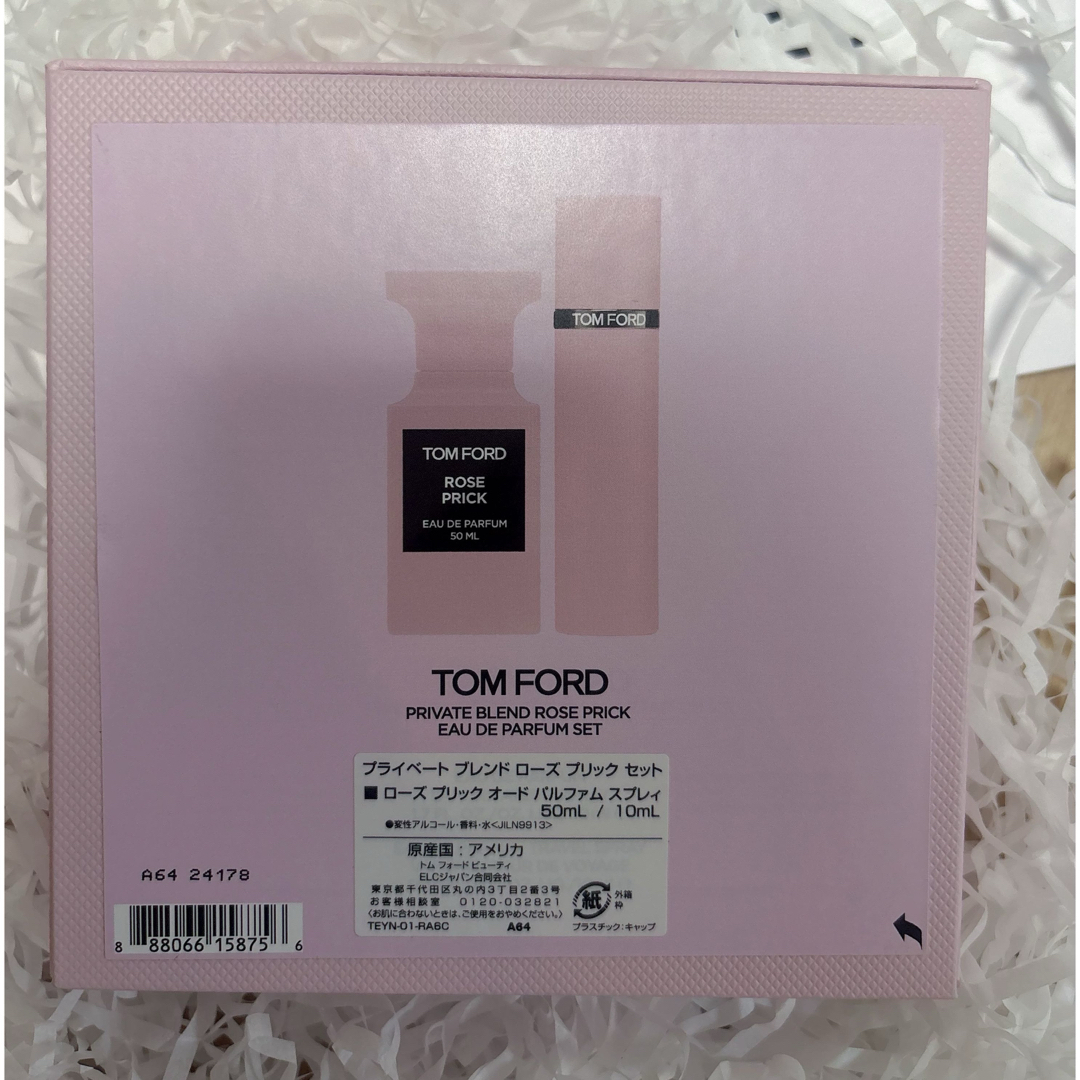 TOM FORD
TOM FORD
ROSE
PRICK
EAU DE PARFUM
50 ML
TOM FORD
PRIVATE BLEND ROSE PRICK
EAU DE PARFUM SET
プライベート ブレンド ローズ プリック セット
■ ローズ プリック オード パルファム スプレィ
50mL / 10mL
●変性アルコール・香料・水<JILN9913>
原産国：アメリカ
トム フォード ビューティ
ELCジャパン合同会社
東京都千代田区丸の内3丁目2番3号
お客様相談室 0120-032821
〈お肌に合わないときは、ご使用をおやめください。〉
TEYN-01-RA6C A64
紙 外箱
枠
プラスチック：キャップ
A64 24178
8 88066 15875 6